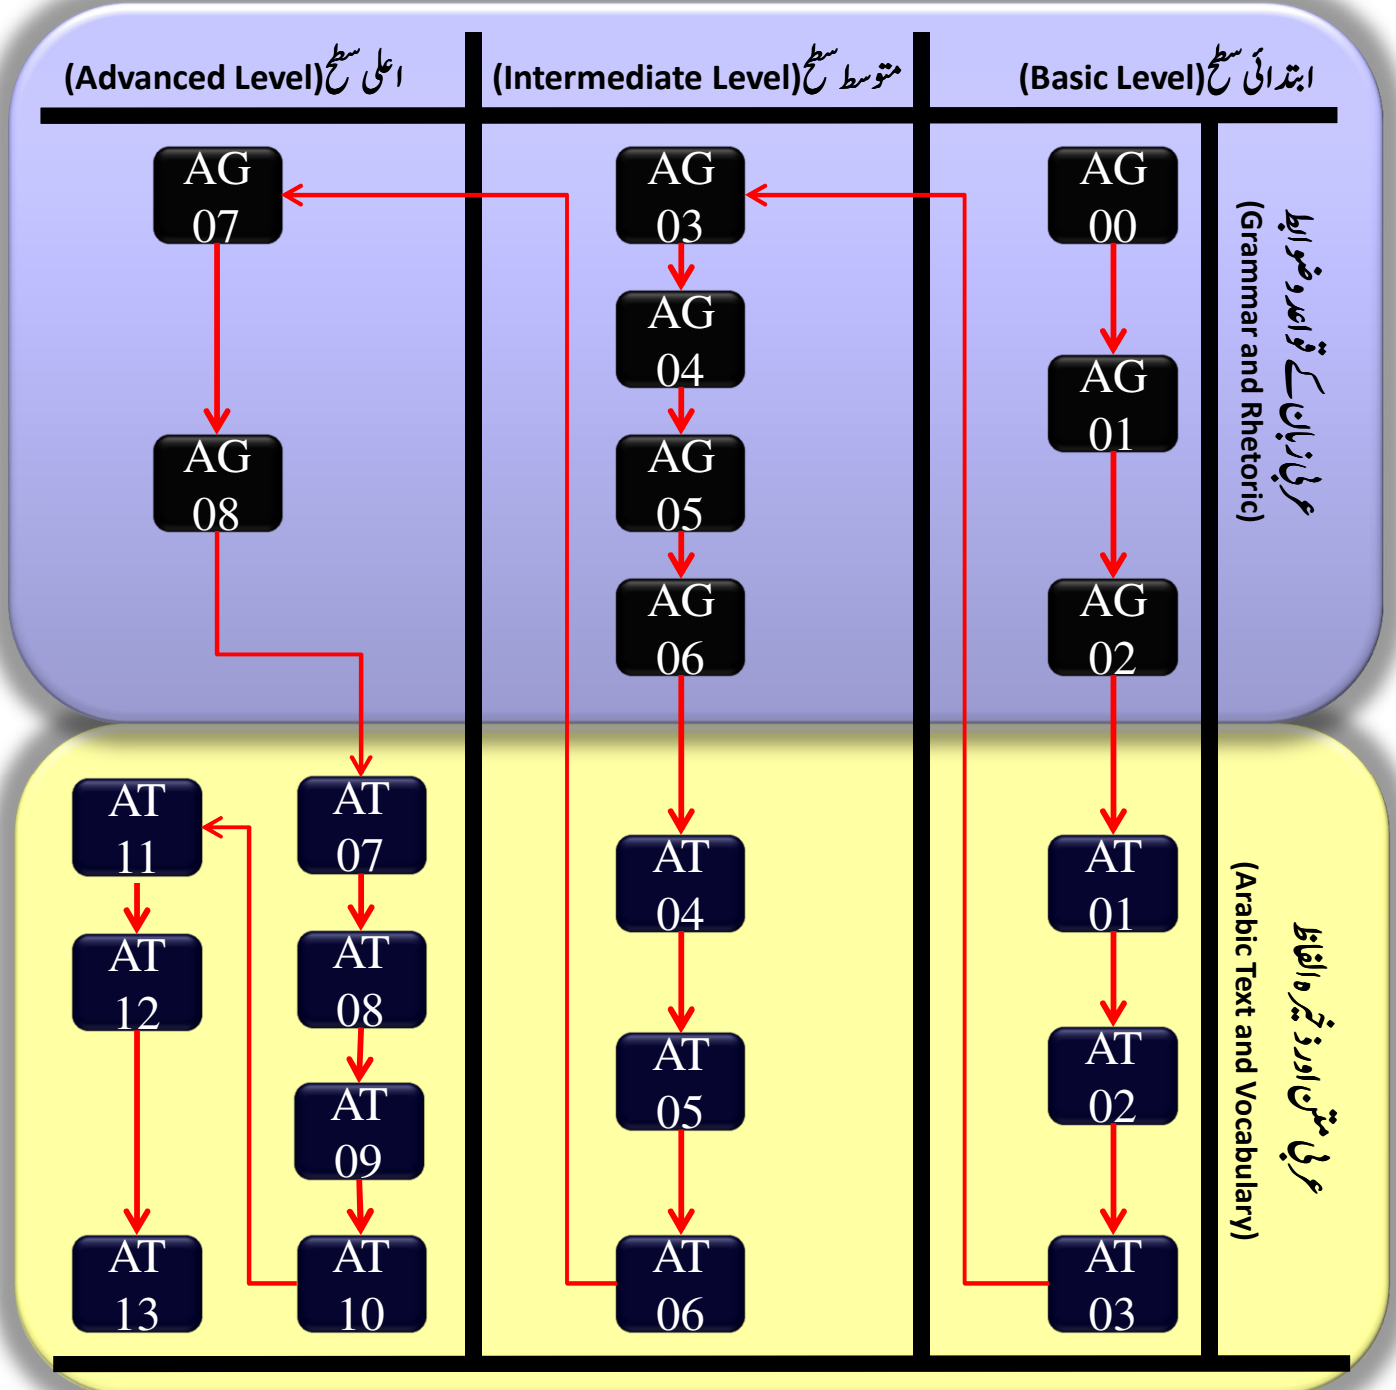 ابتدائی سطح(Basic Level)
متوسط سطح(Intermediate Level)
اعلی سطح(Advanced Level)
عربی زبان کے قواعد و ضوابط
(Grammar and Rhetoric)
AG
00
AG
01
AG
02
AG
03
AG
04
AG
05
AG
06
AG
07
AG
08
عربی متن اور ذخیرہ الفاظ
(Arabic Text and Vocabulary)
AT
01
AT
02
AT
03
AT
04
AT
05
AT
06
AT
07
AT
08
AT
09
AT
10
AT
11
AT
12
AT
13